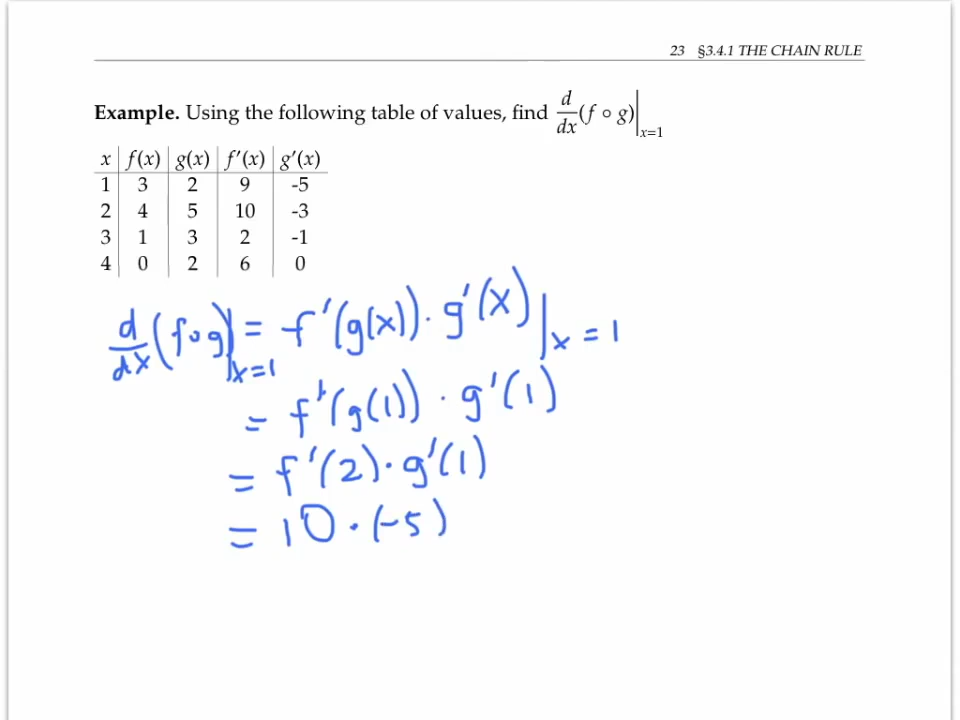 23 §3.4.1 THE CHAIN RULE
Example. Using the following table of values, find d/dx (f ∘ g)|x=1
x f(x) g(x) f′(x) g′(x)
1 3 2 9 -5
2 4 5 10 -3
3 1 3 2 -1
4 0 2 6 0
d/dx (f∘g)|x=1 = f'(g(x)) · g'(x)|x = 1
= f'(g(1)) · g'(1)
= f'(2) · g'(1)
= 10 · (-5)